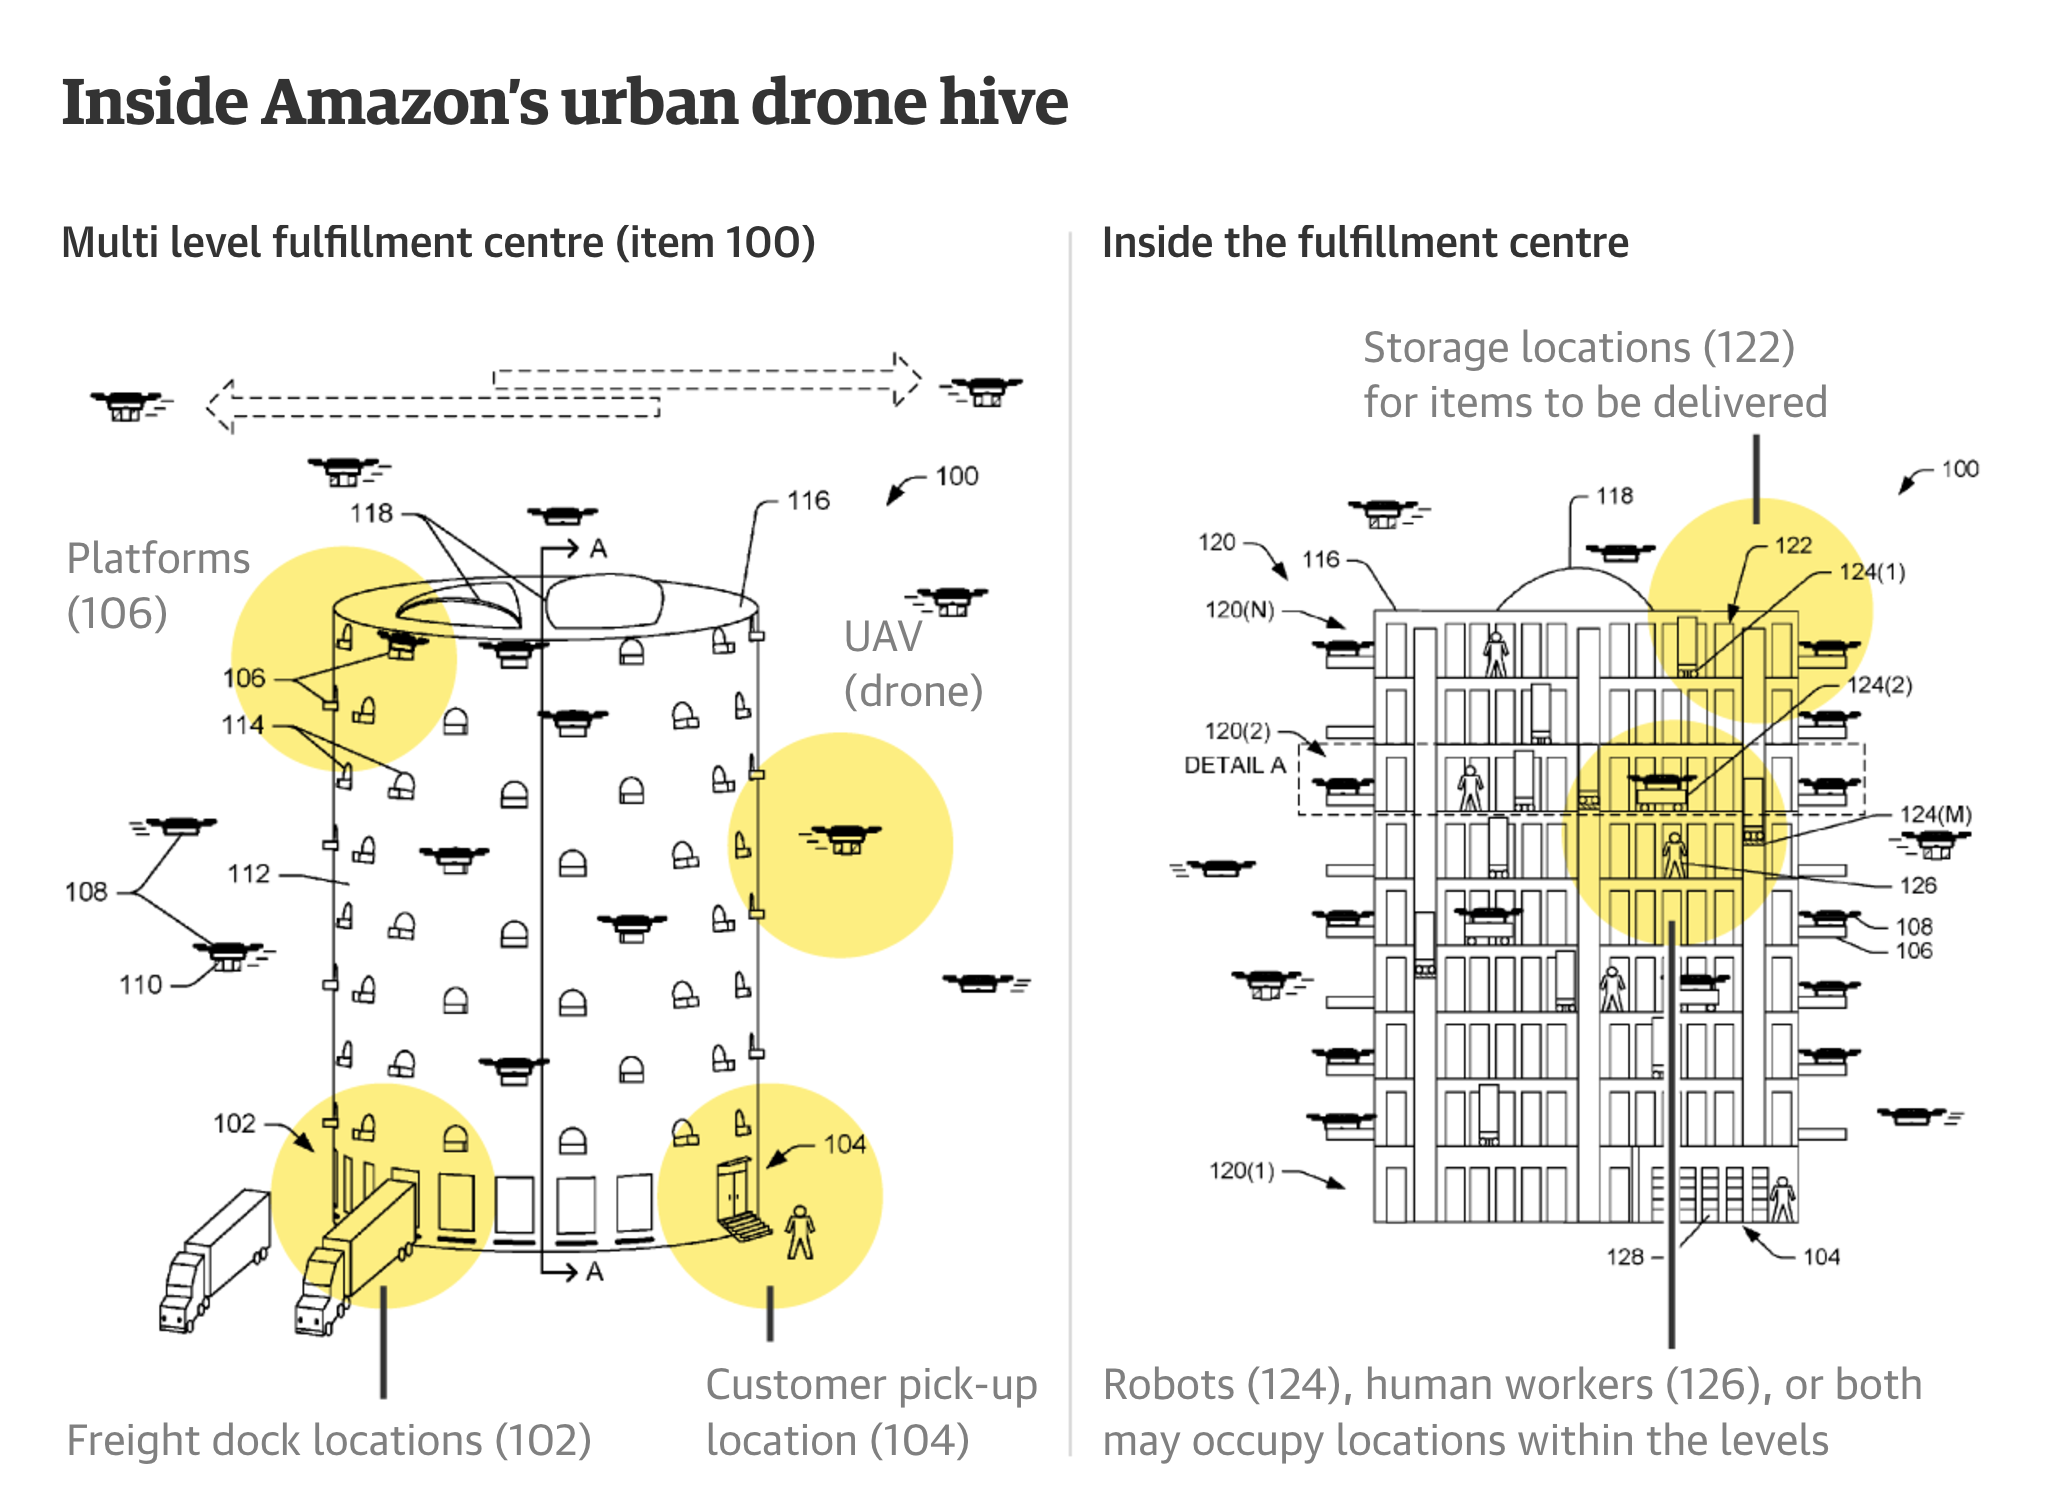 Inside Amazon's urban drone hive
Multi level fulfillment centre (item 100)
100
118
116
A
Platforms
(106)
UAV
(drone)
106
114
112
108
110
102
104
A
Customer pick-up
location (104)
Freight dock locations (102)
Inside the fulfillment centre
Storage locations (122)
for items to be delivered
100
118
120
116
122
124(1)
120(N)
124(2)
120(2)
DETAIL A
124(M)
126
108
106
120(1)
128
104
Robots (124), human workers (126), or both
may occupy locations within the levels